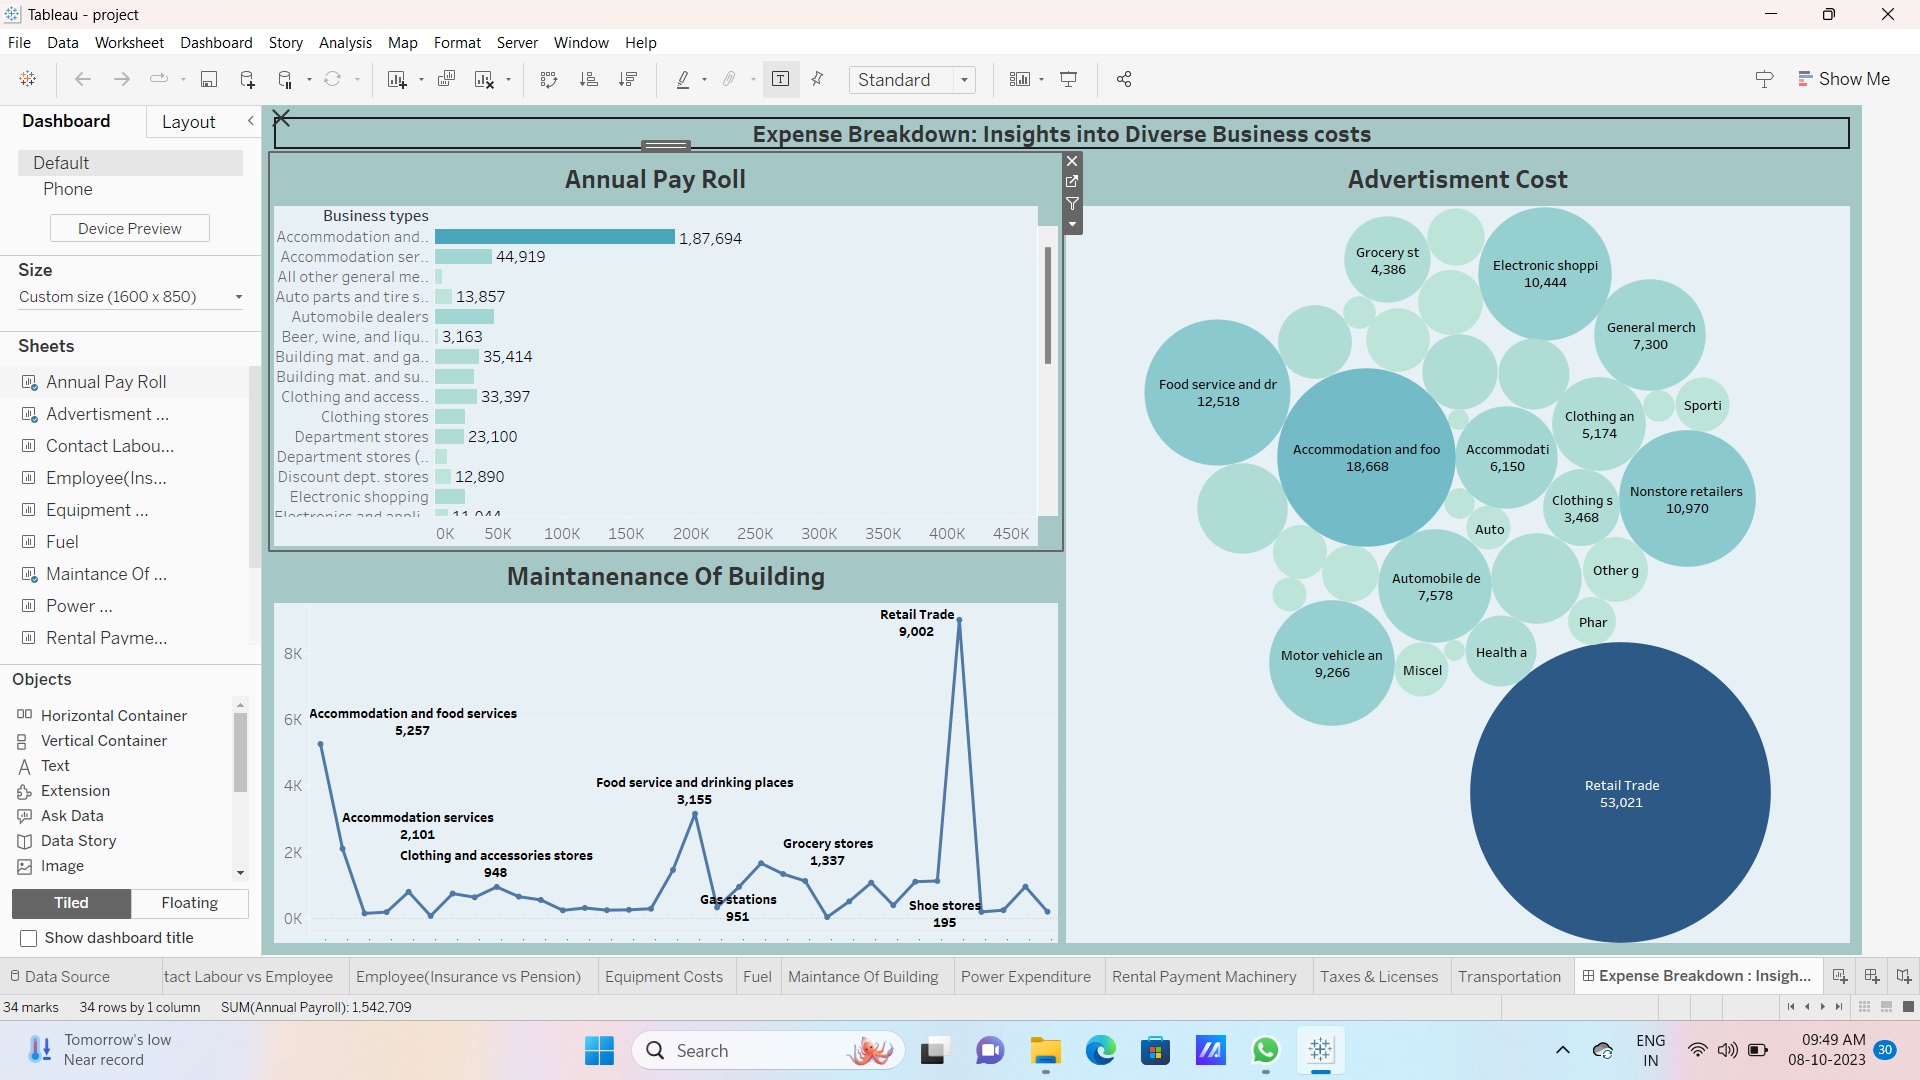 Tableau - project
File Data Worksheet Dashboard Story Analysis Map Format Server Window Help
Standard
Show Me
Dashboard Layout
Default
Phone
Device Preview
Size
Custom size (1600 x 850)
Sheets
Annual Pay Roll
Advertisment ...
Contact Labou...
Employee(Ins...
Equipment ...
Fuel
Maintance Of ...
Power ...
Rental Payme...
Objects
Horizontal Container
Vertical Container
Text
Extension
Ask Data
Data Story
Image
Tiled Floating
Show dashboard title
Expense Breakdown: Insights into Diverse Business costs
Annual Pay Roll
Business types
Accommodation and.. 1,87,694
Accommodation ser.. 44,919
All other general me..
Auto parts and tire s.. 13,857
Automobile dealers
Beer, wine, and liqu.. 3,163
Building mat. and ga.. 35,414
Building mat. and su..
Clothing and access.. 33,397
Clothing stores
Department stores 23,100
Department stores (..
Discount dept. stores 12,890
Electronic shopping
Electronics and appli.. 11,044
0K 50K 100K 150K 200K 250K 300K 350K 400K 450K
Maintanenance Of Building
8K
6K
4K
2K
0K
Retail Trade
9,002
Accommodation and food services
5,257
Food service and drinking places
3,155
Accommodation services
2,101
Clothing and accessories stores
948
Grocery stores
1,337
Gas stations
951
Shoe stores
195
Advertisment Cost
Grocery st
4,386
Electronic shoppi
10,444
General merch
7,300
Food service and dr
12,518
Sporti
Clothing an
5,174
Accommodation and foo
18,668
Accommodati
6,150
Nonstore retailers
10,970
Clothing s
3,468
Auto
Other g
Automobile de
7,578
Phar
Motor vehicle an
9,266
Health a
Miscel
Retail Trade
53,021
Data Source
tact Labour vs Employee
Employee(Insurance vs Pension)
Equipment Costs
Fuel
Maintance Of Building
Power Expenditure
Rental Payment Machinery
Taxes & Licenses
Transportation
Expense Breakdown : Insigh...
34 marks 34 rows by 1 column SUM(Annual Payroll): 1,542,709
Tomorrow's low
Near record
Search
ENG
IN
09:49 AM
08-10-2023
30